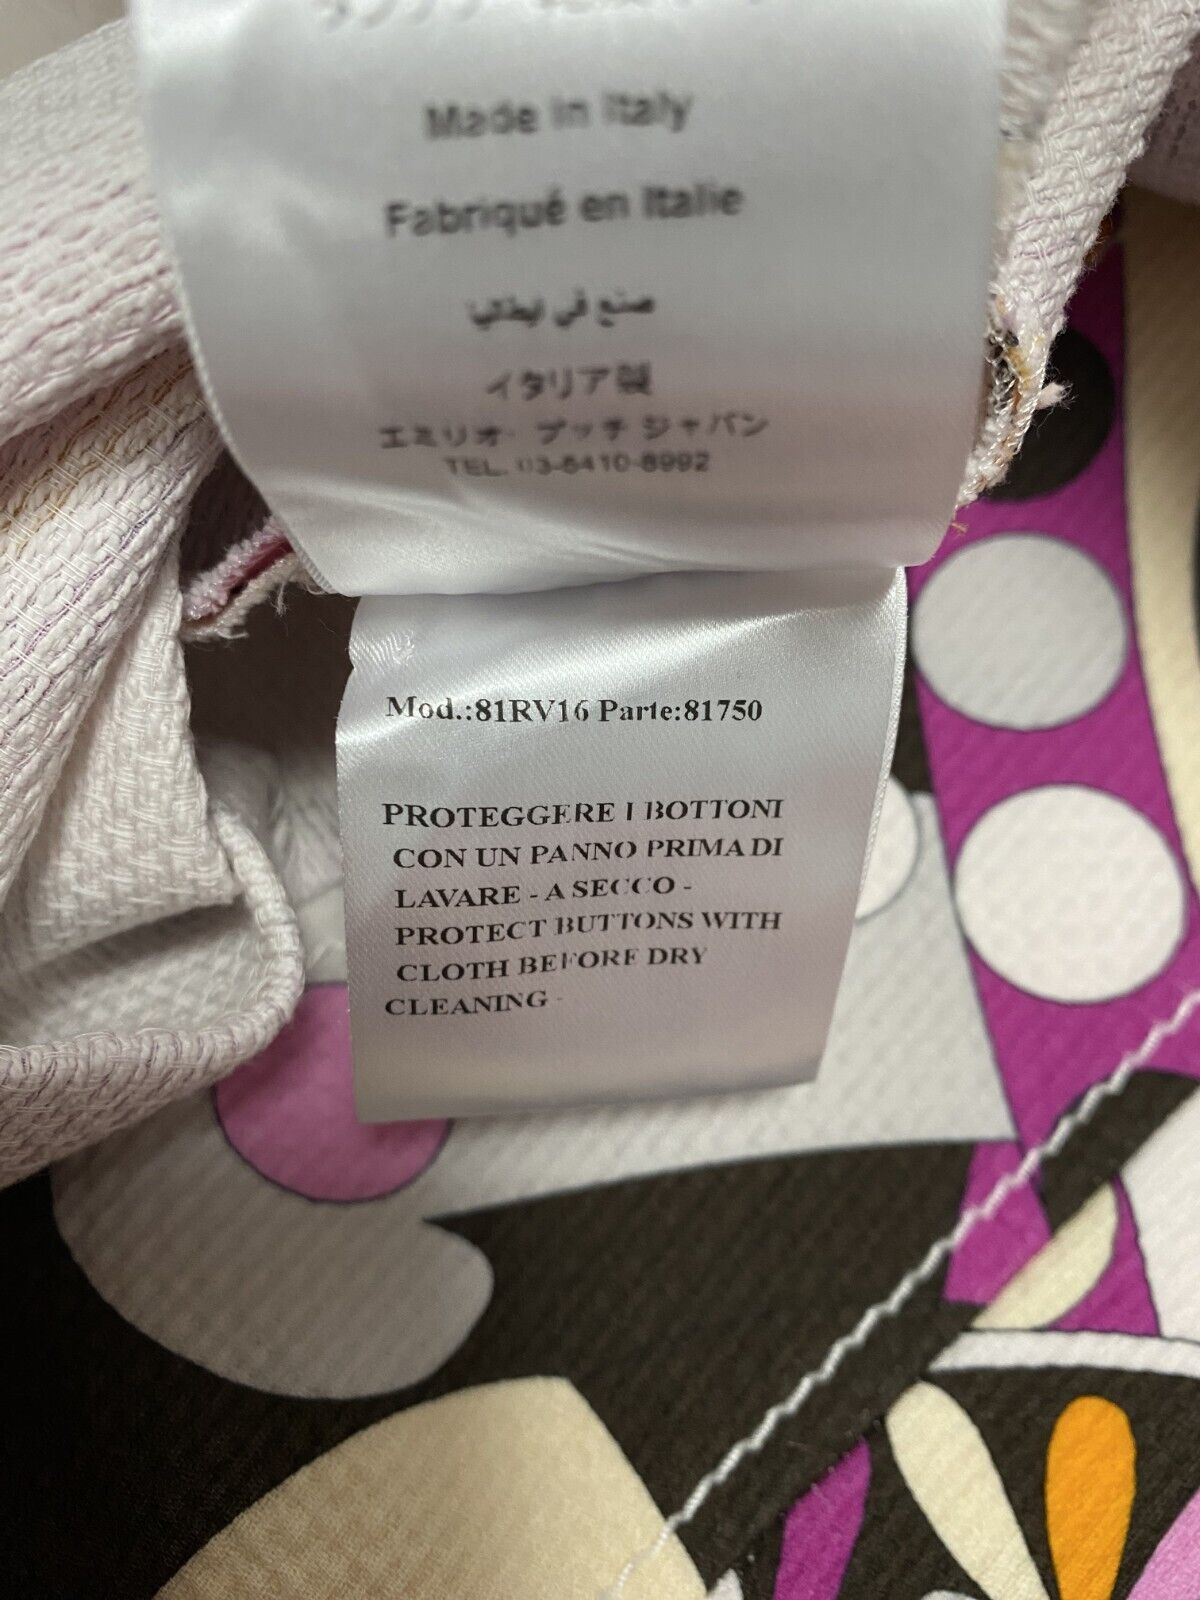 Made in Italy
Fabriqué en Italie
صنع في ايطاليا
イタリア製
エミリオ・プッチ ジャパン
TEL. 03-6410-8992
Mod.:81RV16 Parte:81750
PROTEGGERE I BOTTONI
CON UN PANNO PRIMA DI
LAVARE - A SECCO -
PROTECT BUTTONS WITH
CLOTH BEFORE DRY
CLEANING -